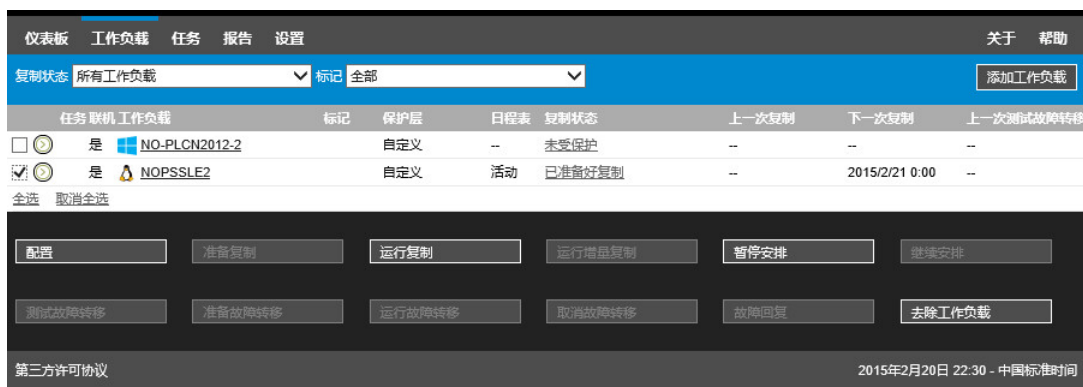 仪表板 工作负载 任务 报告 设置 关于 帮助
复制状态 所有工作负载 标记 全部 添加工作负载
任务 联机 工作负载 标记 保护层 日程表 复制状态 上一次复制 下一次复制 上一次测试故障转移
是 NO-PLCN2012-2 自定义 -- 未受保护 -- -- --
是 NOPSSLE2 自定义 活动 已准备好复制 -- 2015/2/21 0:00 --
全选 取消全选
配置 准备复制 运行复制 运行增量复制 暂停安排 继续安排
测试故障转移 准备故障转移 运行故障转移 取消故障转移 故障回复 去除工作负载
第三方许可协议 2015年2月20日 22:30 - 中国标准时间